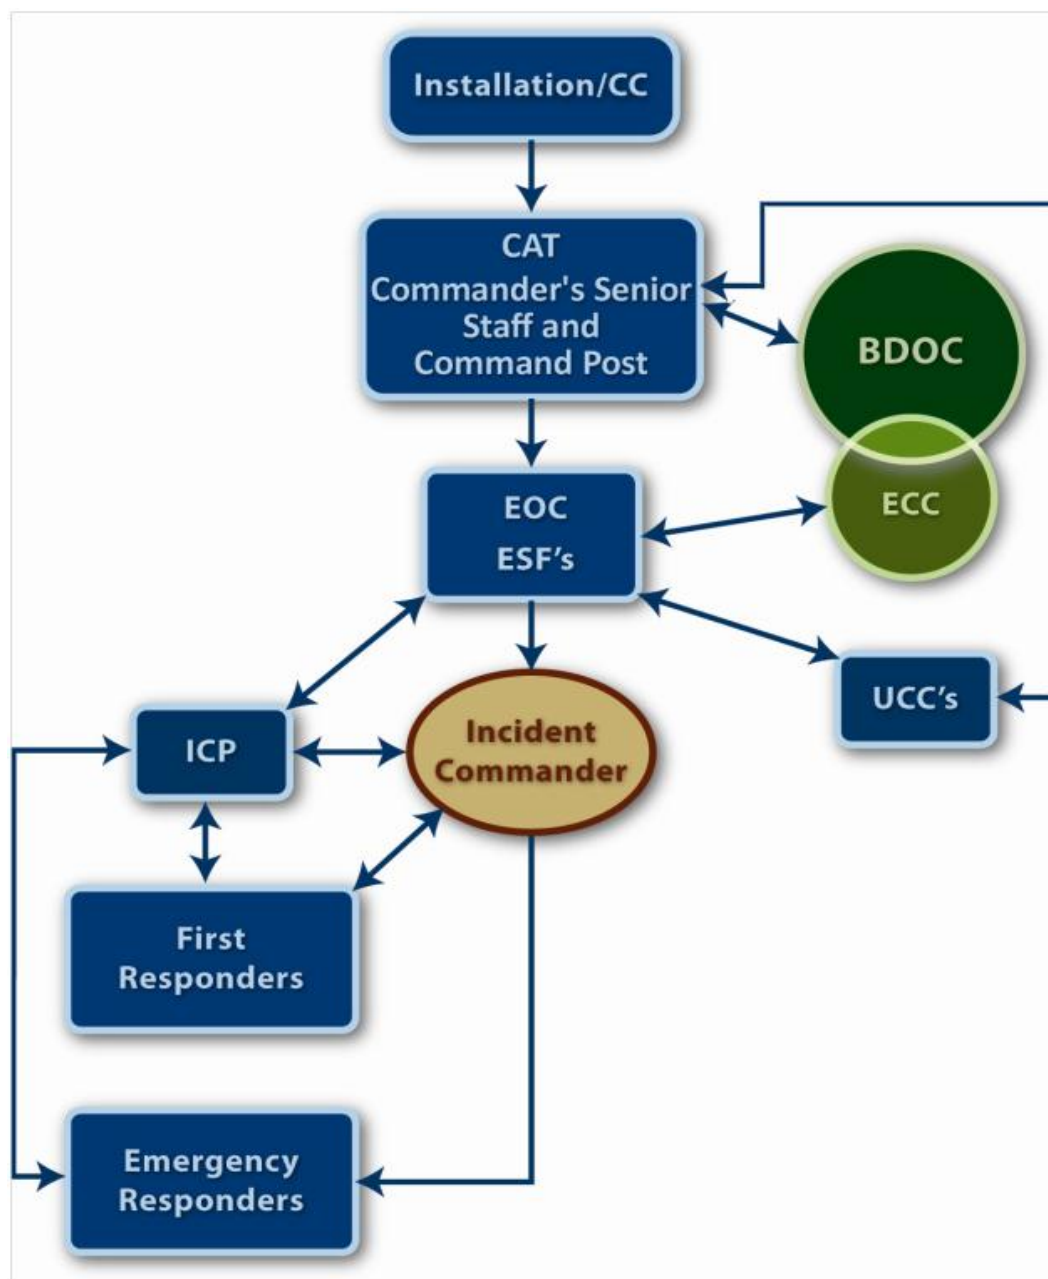 Installation/CC
CAT
Commander's Senior
Staff and
Command Post
BDOC
EOC
ESF's
ECC
UCC's
Incident
Commander
ICP
First
Responders
Emergency
Responders